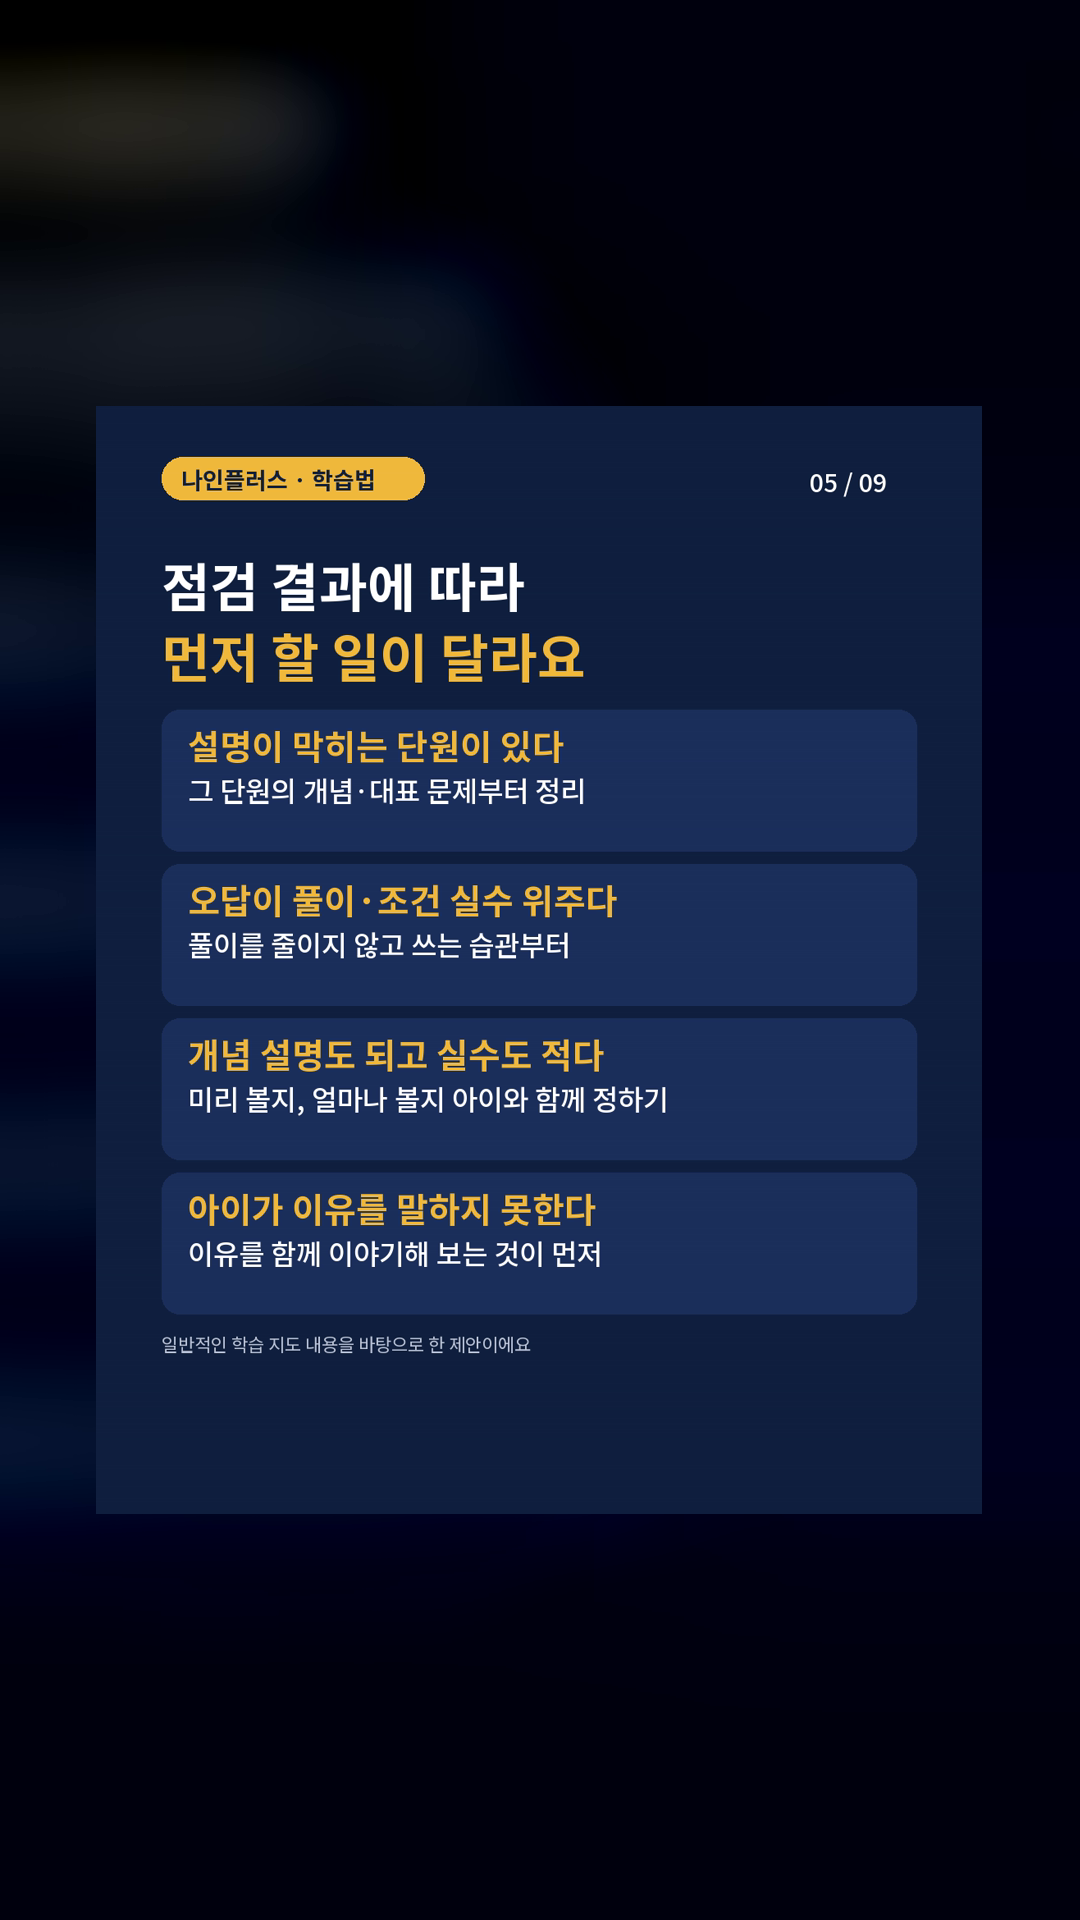 나인플러스 · 학습법
05 / 09
점검 결과에 따라
먼저 할 일이 달라요
설명이 막히는 단원이 있다
그 단원의 개념·대표 문제부터 정리
오답이 풀이·조건 실수 위주다
풀이를 줄이지 않고 쓰는 습관부터
개념 설명도 되고 실수도 적다
미리 볼지, 얼마나 볼지 아이와 함께 정하기
아이가 이유를 말하지 못한다
이유를 함께 이야기해 보는 것이 먼저
일반적인 학습 지도 내용을 바탕으로 한 제안이에요